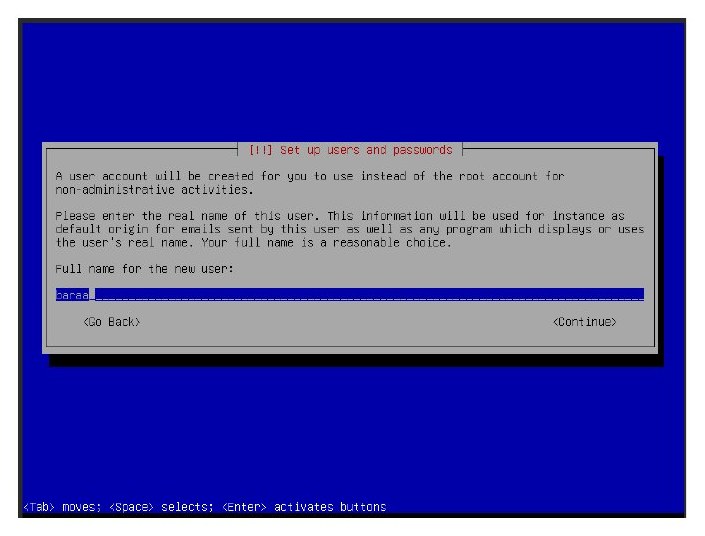 [!!] Set up users and passwords
A user account will be created for you to use instead of the root account for
non-administrative activities.
Please enter the real name of this user. This information will be used for instance as
default origin for emails sent by this user as well as any program which displays or uses
the user's real name. Your full name is a reasonable choice.
Full name for the new user:
baraa
<Go Back> <Continue>
<Tab> moves; <Space> selects; <Enter> activates buttons